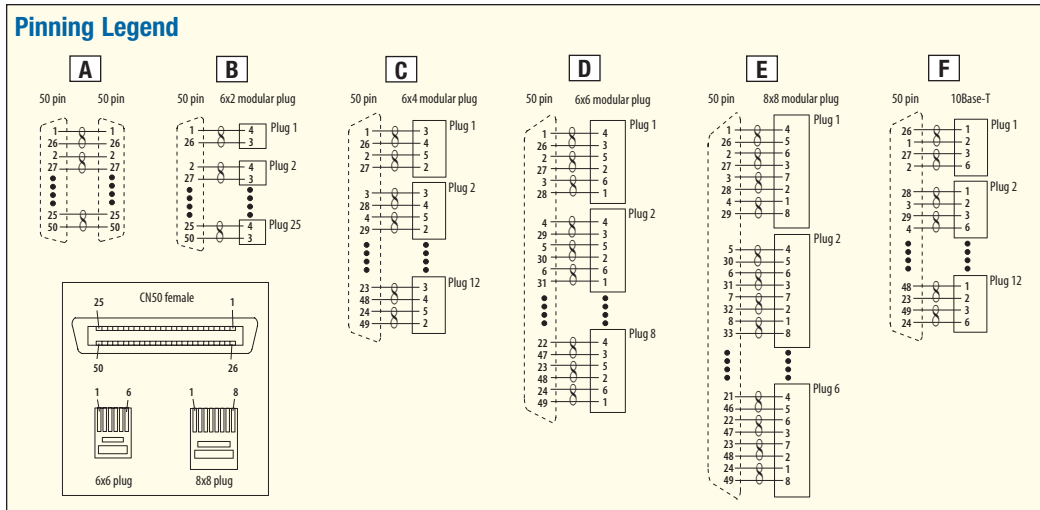 Pinning Legend
A
50 pin 50 pin
1 1
26 26
2 2
27 27
25 25
50 50
B
50 pin 6x2 modular plug
Plug 1
1 4
26 3
Plug 2
2 4
27 3
Plug 25
25 4
50 3
C
50 pin 6x4 modular plug
Plug 1
1 3
26 4
2 5
27 2
Plug 2
3 3
28 4
4 5
29 2
Plug 12
23 3
48 4
24 5
49 2
D
50 pin 6x6 modular plug
Plug 1
1 4
26 3
2 5
27 2
3 6
28 1
Plug 2
4 4
29 3
5 5
30 2
6 6
31 1
Plug 8
22 4
47 3
23 5
48 2
24 6
49 1
E
50 pin 8x8 modular plug
Plug 1
1 4
26 5
2 6
27 3
3 7
28 2
4 1
29 8
Plug 2
5 4
30 5
6 6
31 3
7 7
32 2
8 1
33 8
Plug 6
21 4
46 5
22 6
47 3
23 7
48 2
24 1
49 8
F
50 pin 10Base-T
Plug 1
26 1
1 2
27 3
2 6
Plug 2
28 1
3 2
29 3
4 6
Plug 12
48 1
23 2
49 3
24 6
CN50 female
25 1
50 26
1 6
6x6 plug
1 8
8x8 plug